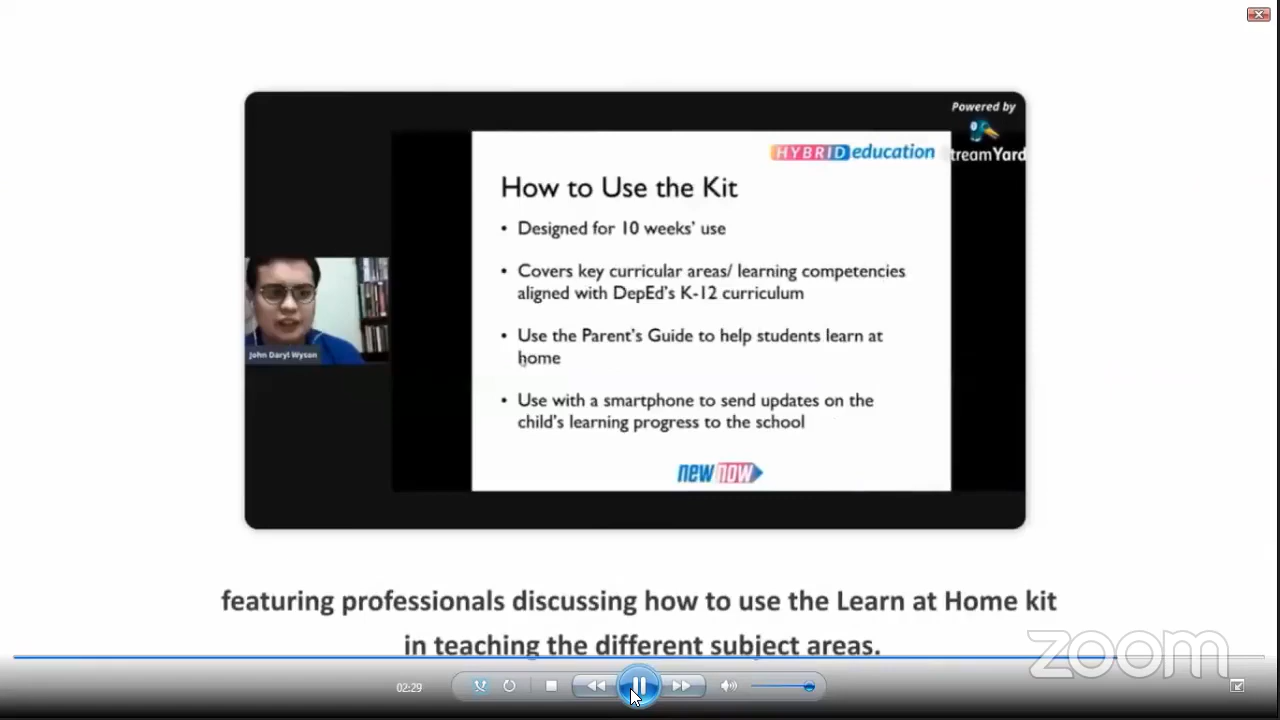 Powered by
StreamYard
HYBRID education
How to Use the Kit
• Designed for 10 weeks' use
• Covers key curricular areas/ learning competencies
aligned with DepEd's K-12 curriculum
• Use the Parent's Guide to help students learn at
home
• Use with a smartphone to send updates on the
child's learning progress to the school
John Daryl Wyson
new now
featuring professionals discussing how to use the Learn at Home kit
in teaching the different subject areas.
zoom
02:29